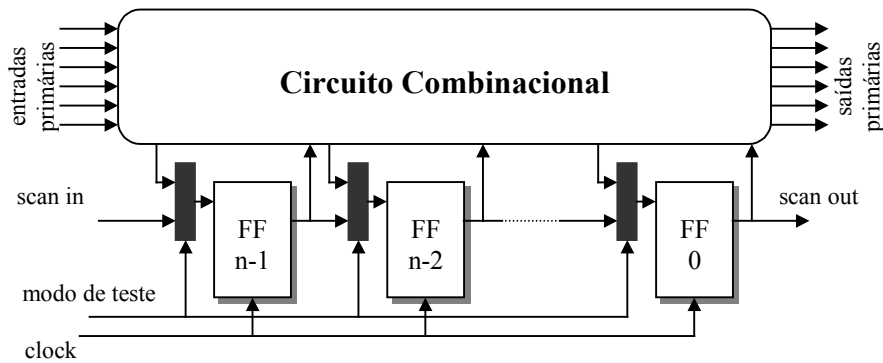 entradas
primárias
Circuito Combinacional
saídas
primárias
scan in
FF
n-1
FF
n-2
FF
0
scan out
modo de teste
clock